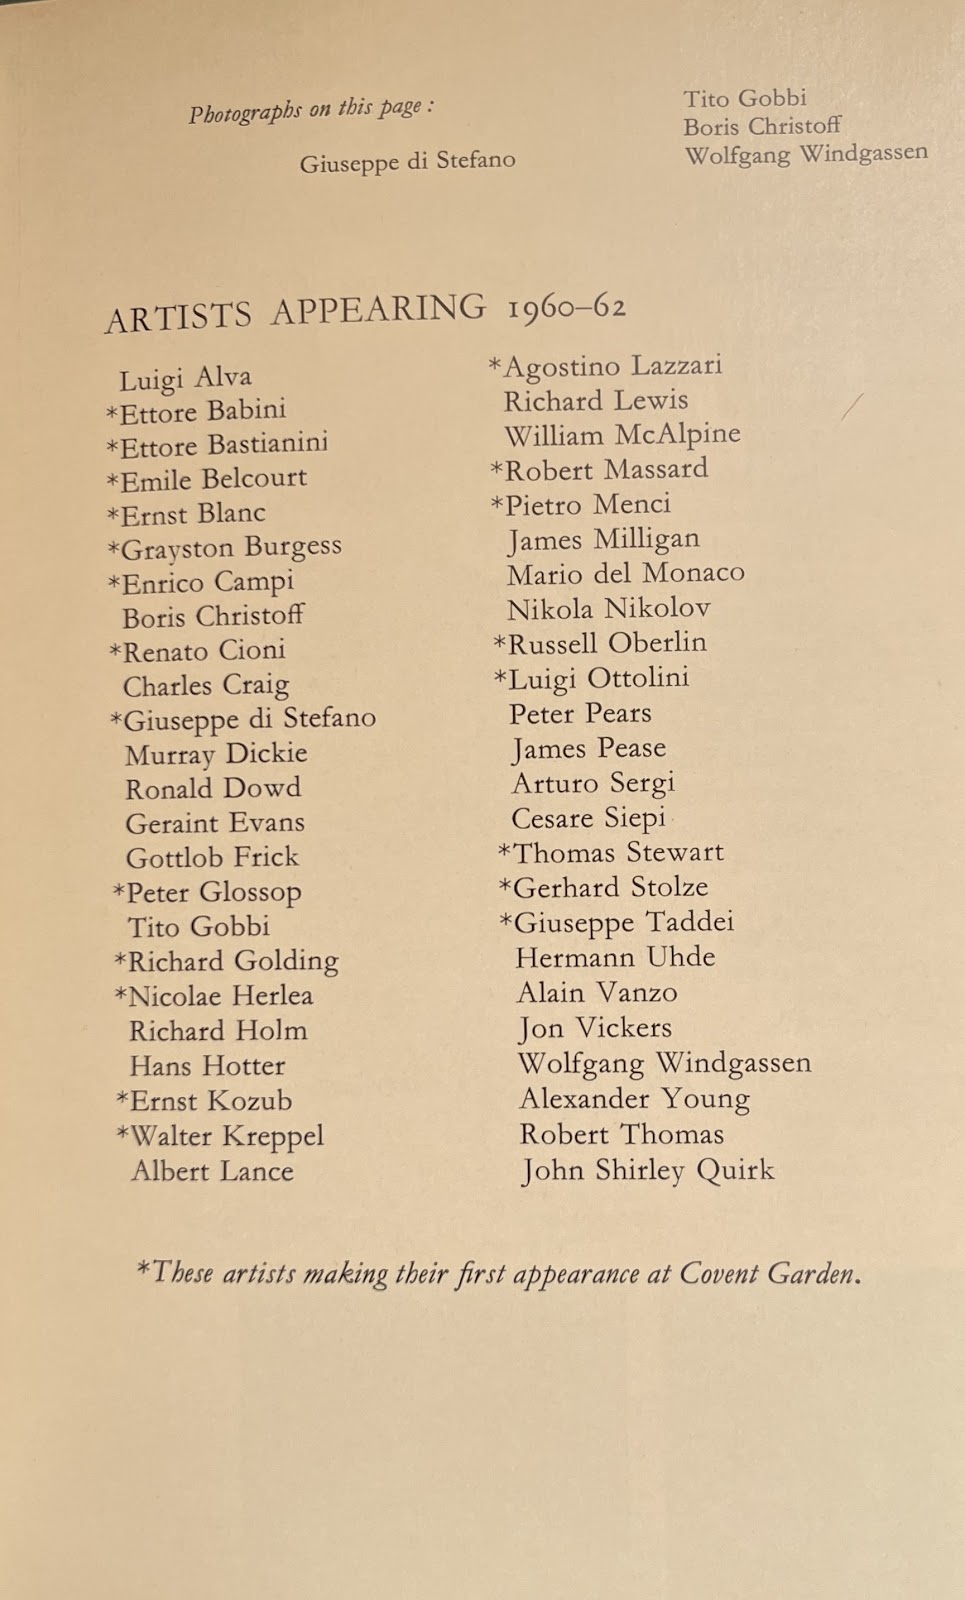 Photographs on this page :
Giuseppe di Stefano
Tito Gobbi
Boris Christoff
Wolfgang Windgassen
ARTISTS APPEARING 1960–62
Luigi Alva
*Ettore Babini
*Ettore Bastianini
*Emile Belcourt
*Ernst Blanc
*Grayston Burgess
*Enrico Campi
Boris Christoff
*Renato Cioni
Charles Craig
*Giuseppe di Stefano
Murray Dickie
Ronald Dowd
Geraint Evans
Gottlob Frick
*Peter Glossop
Tito Gobbi
*Richard Golding
*Nicolae Herlea
Richard Holm
Hans Hotter
*Ernst Kozub
*Walter Kreppel
Albert Lance
*Agostino Lazzari
Richard Lewis
William McAlpine
*Robert Massard
*Pietro Menci
James Milligan
Mario del Monaco
Nikola Nikolov
*Russell Oberlin
*Luigi Ottolini
Peter Pears
James Pease
Arturo Sergi
Cesare Siepi
*Thomas Stewart
*Gerhard Stolze
*Giuseppe Taddei
Hermann Uhde
Alain Vanzo
Jon Vickers
Wolfgang Windgassen
Alexander Young
Robert Thomas
John Shirley Quirk
*These artists making their first appearance at Covent Garden.